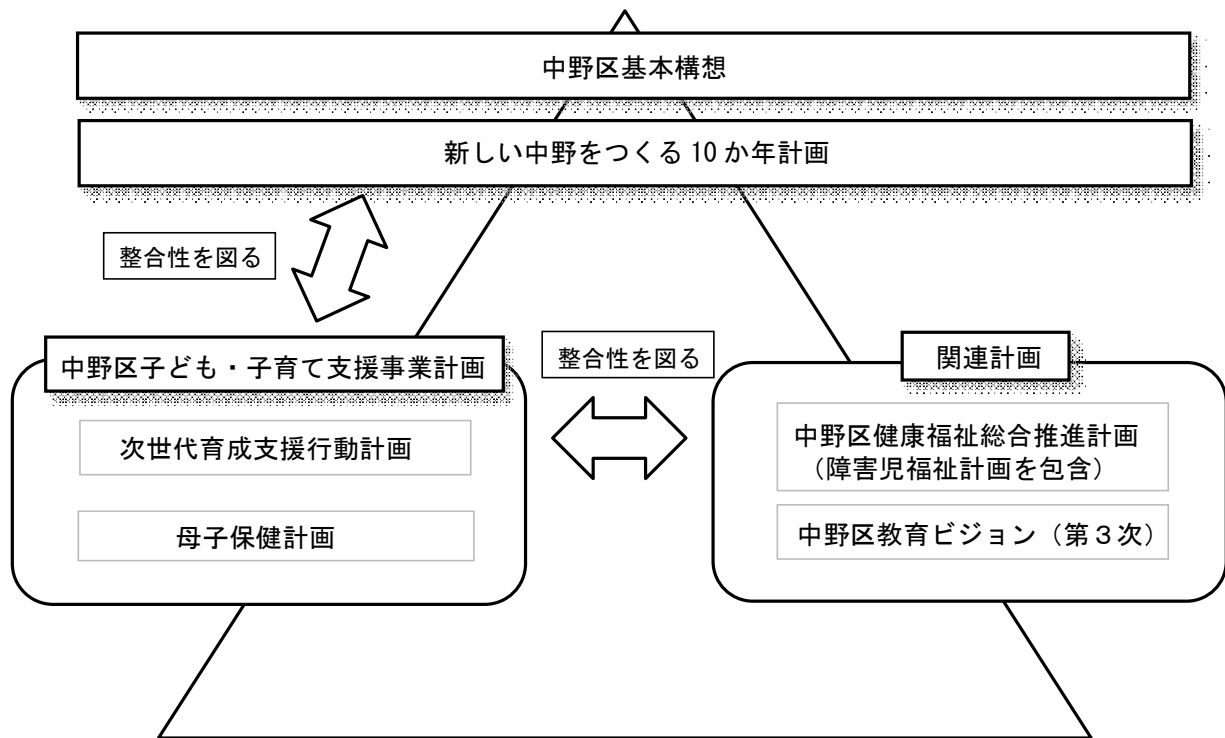 中野区基本構想
新しい中野をつくる10か年計画
整合性を図る
中野区子ども・子育て支援事業計画
次世代育成支援行動計画
母子保健計画
整合性を図る
関連計画
中野区健康福祉総合推進計画
（障害児福祉計画を包含）
中野区教育ビジョン（第３次）